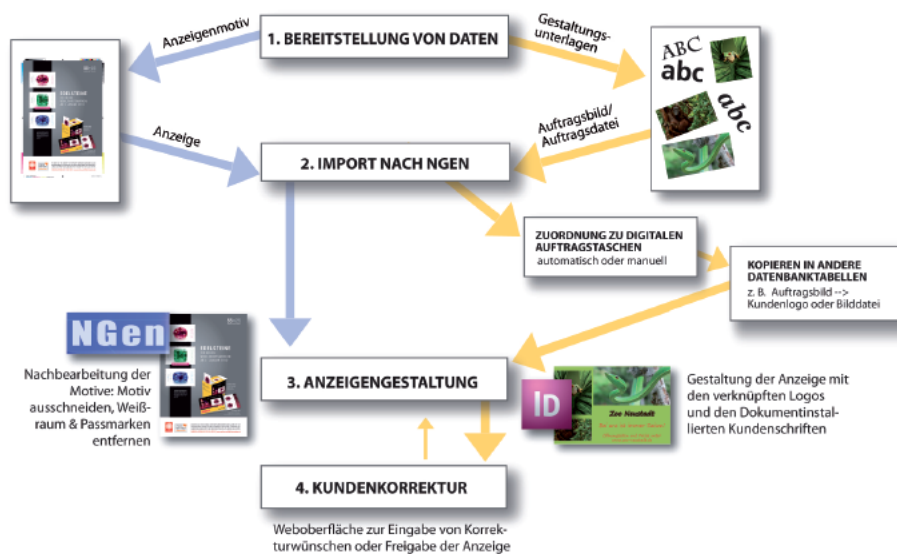 Anzeigenmotiv
1. BEREITSTELLUNG VON DATEN
Gestaltungs-
unterlagen
ABC
abc
abc
Anzeige
Auftragsbild/
Auftragsdatei
2. IMPORT NACH NGEN
ZUORDNUNG ZU DIGITALEN
AUFTRAGSTASCHEN
automatisch oder manuell
KOPIEREN IN ANDERE
DATENBANKTABELLEN
z. B. Auftragsbild -->
Kundenlogo oder Bilddatei
NGen
Nachbearbeitung der
Motive: Motiv
ausschneiden, Weiß-
raum & Passmarken
entfernen
3. ANZEIGENGESTALTUNG
ID
Zoo Neustadt
Gestaltung der Anzeige mit
den verknüpften Logos
und den Dokumentinstal-
lierten Kundenschriften
4. KUNDENKORREKTUR
Weboberfläche zur Eingabe von Korrek-
turwünschen oder Freigabe der Anzeige